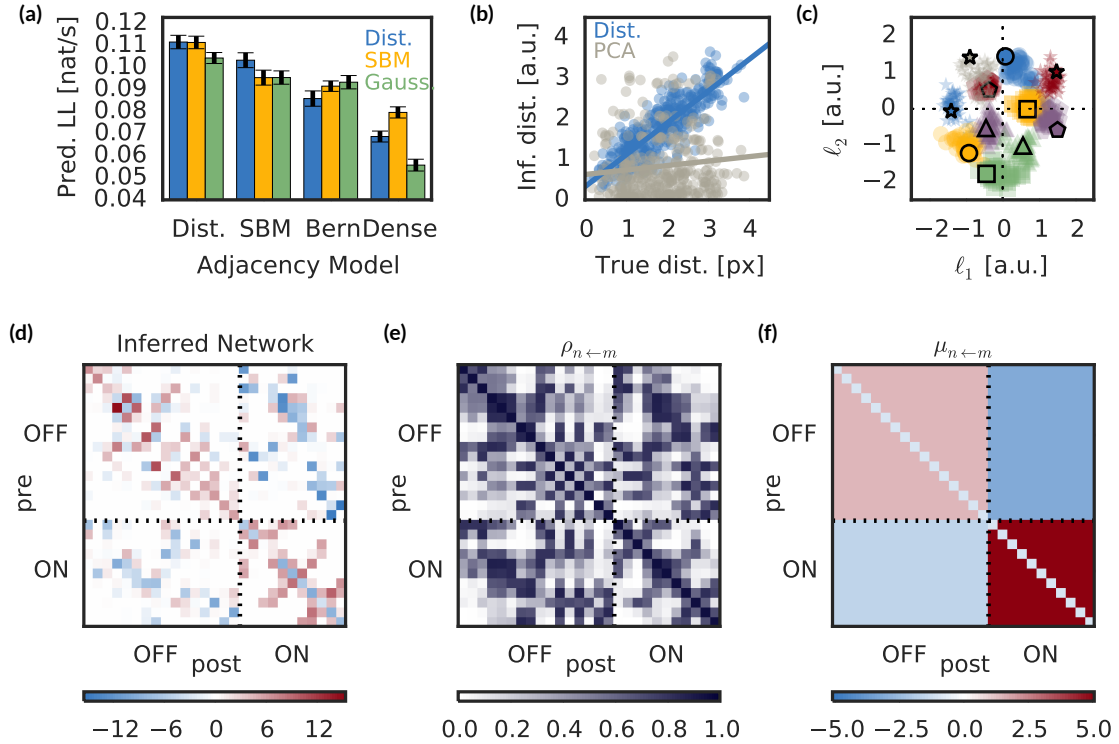 (a)
Pred. LL [nat/s]
0.11
0.12
0.10
0.09
0.08
0.07
0.06
0.05
0.04
Dist.
SBM
Gauss.
Dist. SBM Bern Dense
Adjacency Model
(b)
Inf. dist. [a.u.]
4
3
2
1
0
Dist.
PCA
0 1 2 3 4
True dist. [px]
(c)
ℓ2 [a.u.]
2
1
0
−1
−2
−2 −1 0 1 2
ℓ1 [a.u.]
(d)
Inferred Network
pre
OFF
ON
OFF post ON
−12 −6 0 6 12
(e)
ρn←m
pre
OFF
ON
OFF post ON
0.0 0.2 0.4 0.6 0.8 1.0
(f)
μn←m
pre
OFF
ON
OFF post ON
−5.0 −2.5 0.0 2.5 5.0